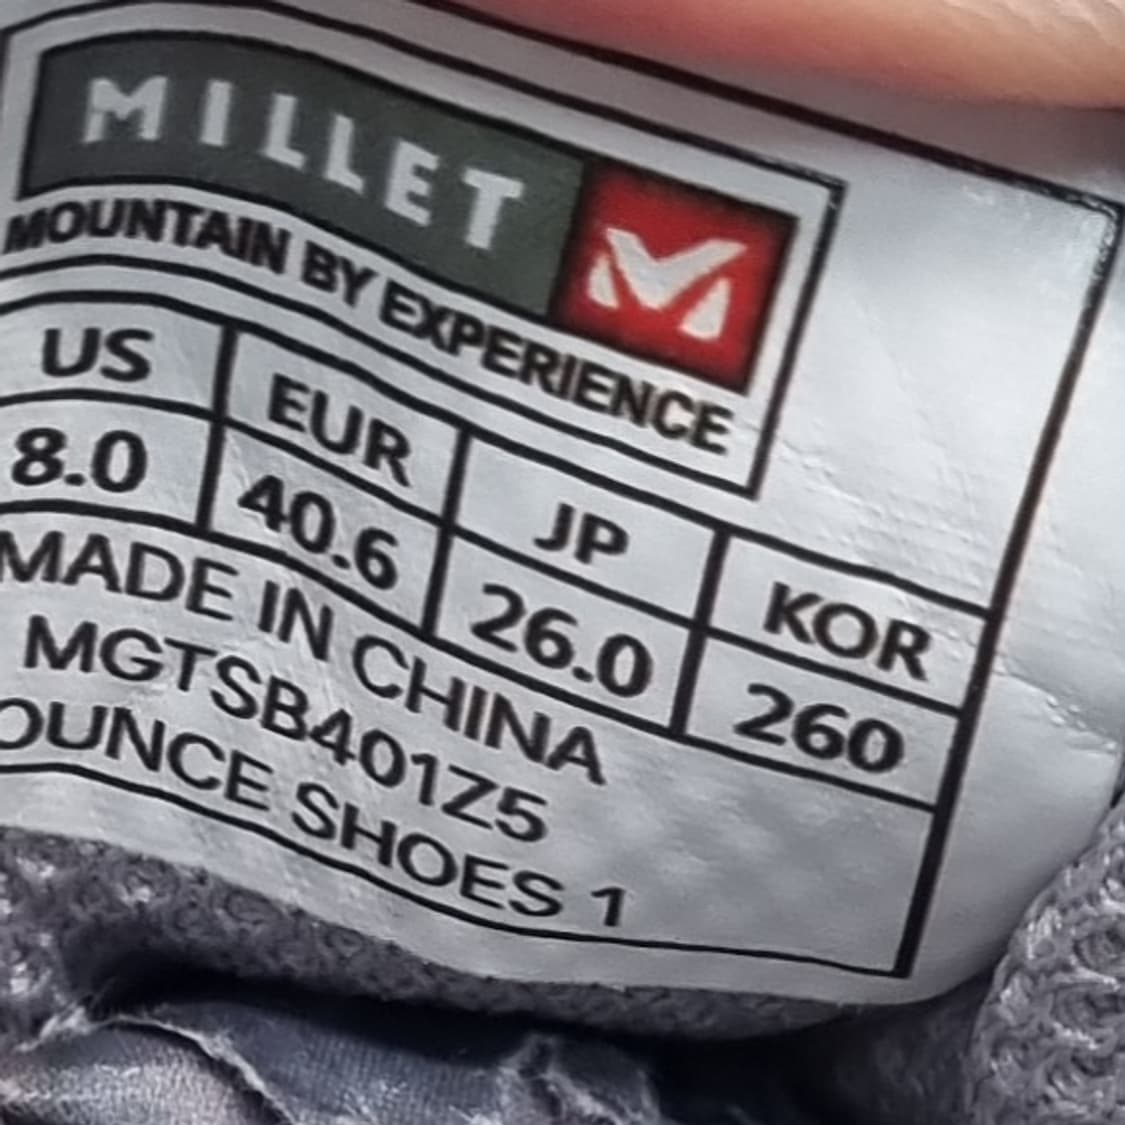 MILLET
MOUNTAIN BY EXPERIENCE
US EUR JP KOR
8.0 40.6 26.0 260
MADE IN CHINA
MGTSB401Z5
OUNCE SHOES 1